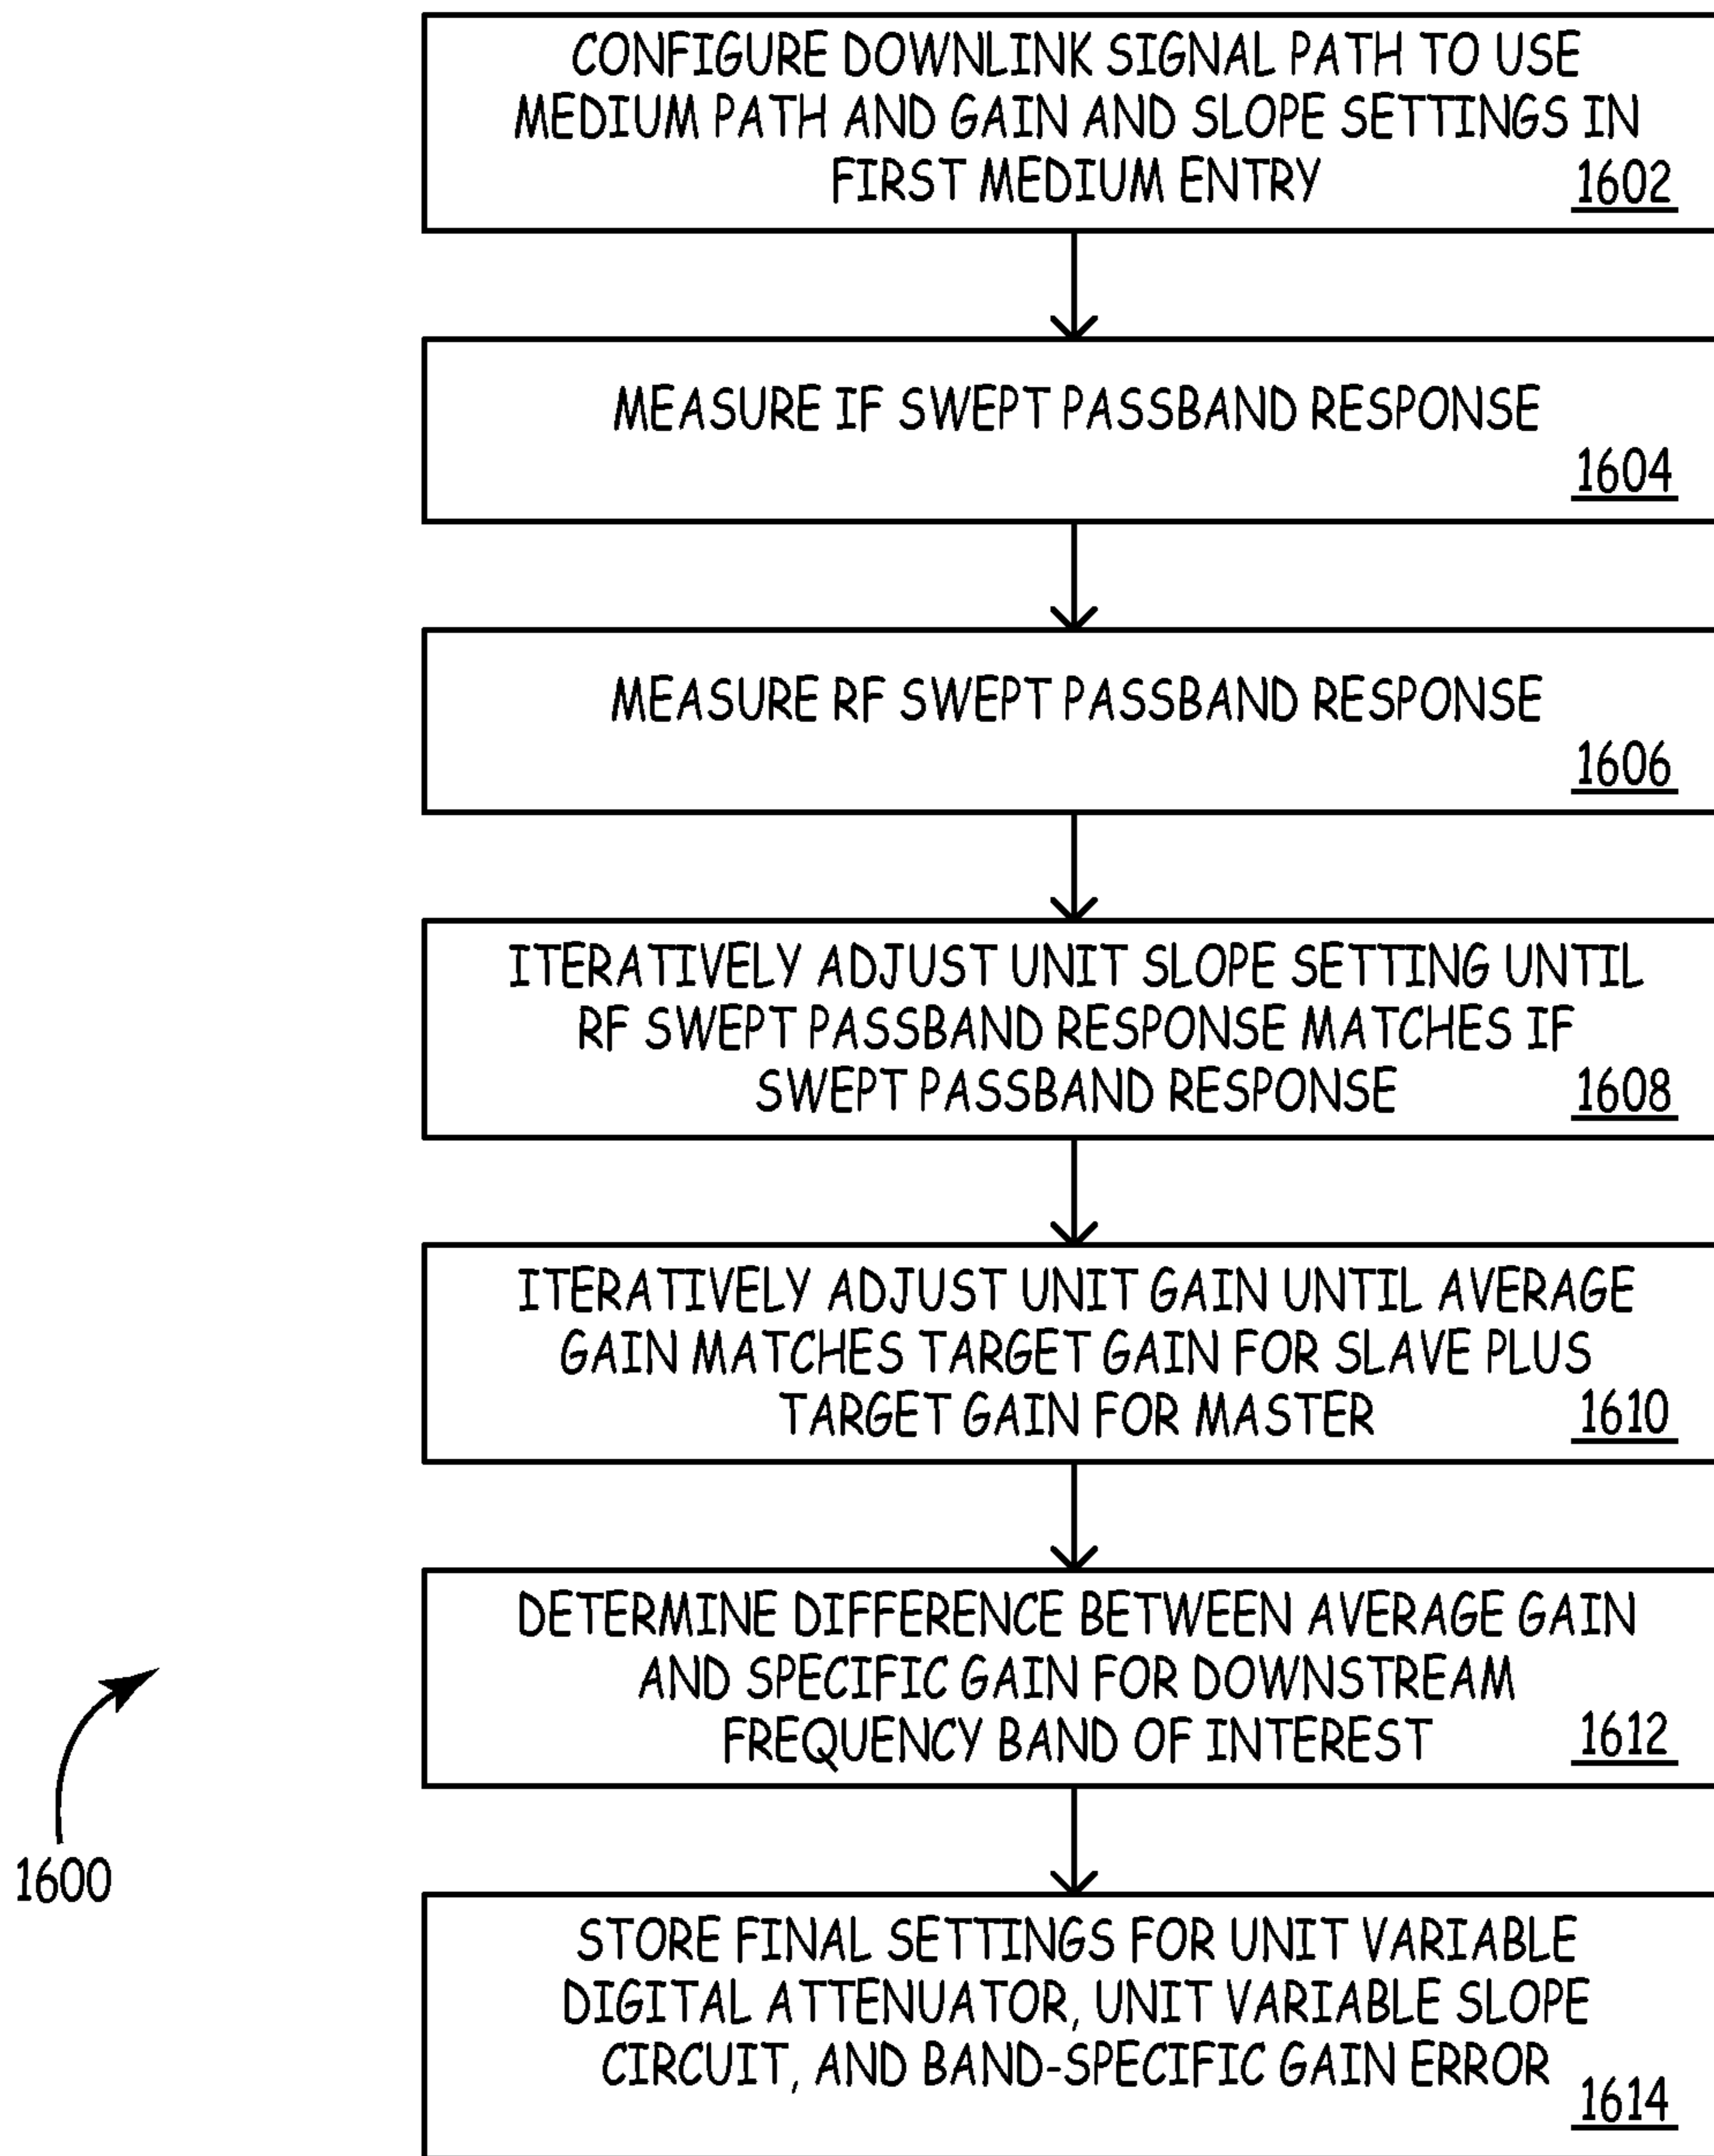 CONFIGURE DOWNLINK SIGNAL PATH TO USE
MEDIUM PATH AND GAIN AND SLOPE SETTINGS IN
FIRST MEDIUM ENTRY
1602
MEASURE IF SWEPT PASSBAND RESPONSE
1604
MEASURE RF SWEPT PASSBAND RESPONSE
1606
ITERATIVELY ADJUST UNIT SLOPE SETTING UNTIL
RF SWEPT PASSBAND RESPONSE MATCHES IF
SWEPT PASSBAND RESPONSE
1608
ITERATIVELY ADJUST UNIT GAIN UNTIL AVERAGE
GAIN MATCHES TARGET GAIN FOR SLAVE PLUS
TARGET GAIN FOR MASTER
1610
DETERMINE DIFFERENCE BETWEEN AVERAGE GAIN
AND SPECIFIC GAIN FOR DOWNSTREAM
FREQUENCY BAND OF INTEREST
1612
1600
STORE FINAL SETTINGS FOR UNIT VARIABLE
DIGITAL ATTENUATOR, UNIT VARIABLE SLOPE
CIRCUIT, AND BAND-SPECIFIC GAIN ERROR
1614